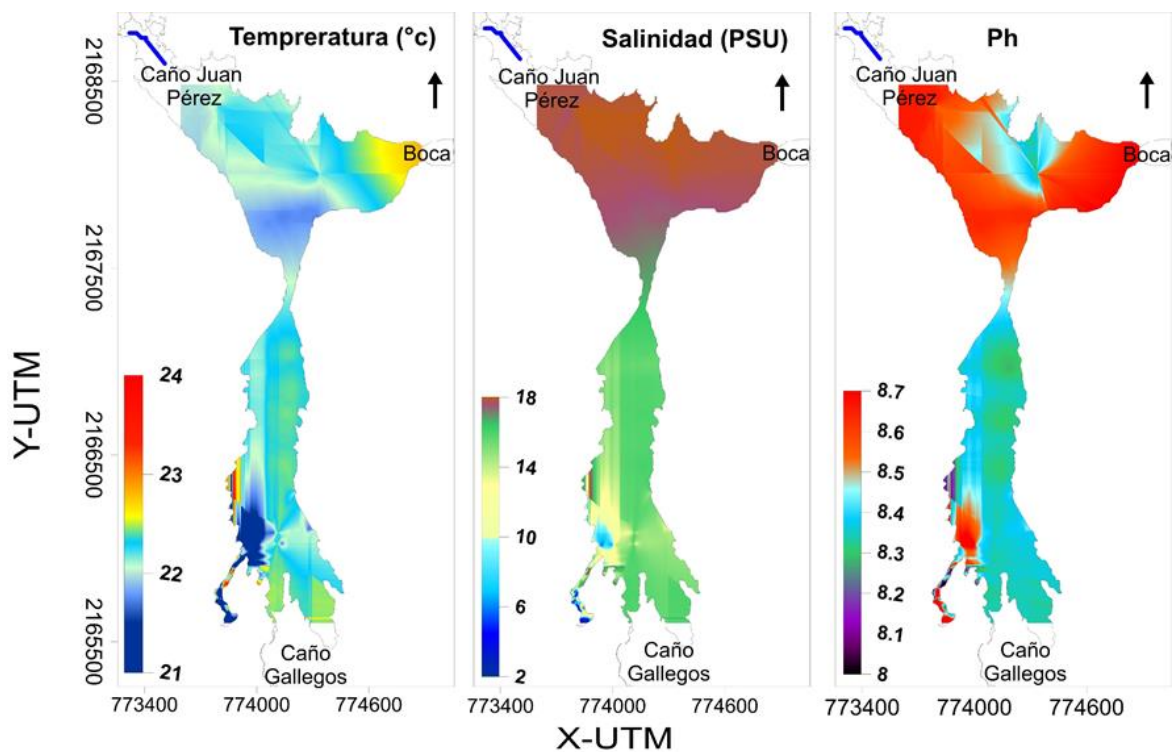 Tempreratura (°c)
Caño Juan
Pérez
Boca
24
23
22
21
Caño
Gallegos
Salinidad (PSU)
Caño Juan
Pérez
Boca
18
14
10
6
2
Caño
Gallegos
Ph
Caño Juan
Pérez
Boca
8.7
8.6
8.5
8.4
8.3
8.2
8.1
8
Caño
Gallegos
Y-UTM
2168500
2167500
2166500
2165500
773400 774000 774600
773400 774000 774600
773400 774000 774600
X-UTM